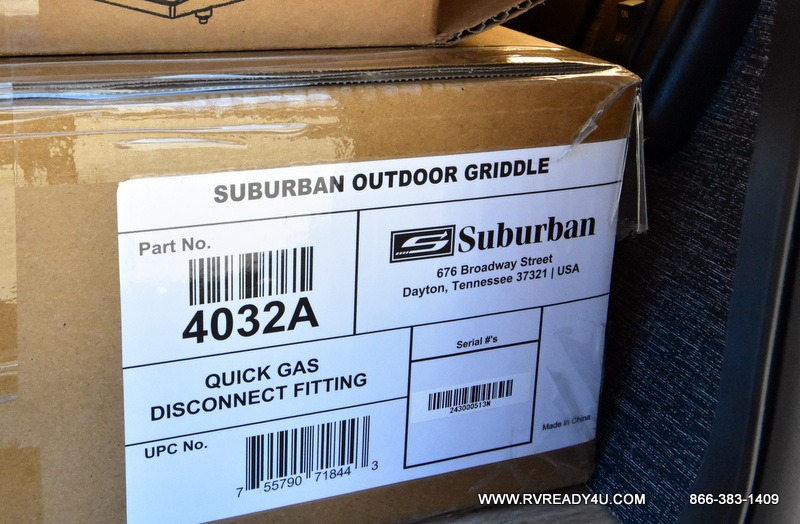 SUBURBAN OUTDOOR GRIDDLE
Part No.
4032A
Suburban
676 Broadway Street
Dayton, Tennessee 37321 | USA
QUICK GAS
DISCONNECT FITTING
Serial #'s
243000513N
Made in China
UPC No.
7 55790 71844 3
WWW.RVREADY4U.COM 866-383-1409